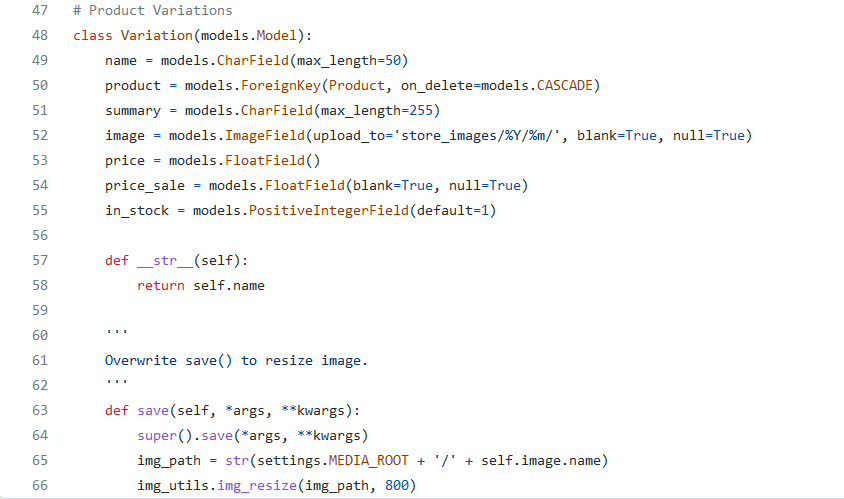 47 # Product Variations
48 class Variation(models.Model):
49     name = models.CharField(max_length=50)
50     product = models.ForeignKey(Product, on_delete=models.CASCADE)
51     summary = models.CharField(max_length=255)
52     image = models.ImageField(upload_to='store_images/%Y/%m/', blank=True, null=True)
53     price = models.FloatField()
54     price_sale = models.FloatField(blank=True, null=True)
55     in_stock = models.PositiveIntegerField(default=1)
56
57     def __str__(self):
58         return self.name
59
60     '''
61     Overwrite save() to resize image.
62     '''
63     def save(self, *args, **kwargs):
64         super().save(*args, **kwargs)
65         img_path = str(settings.MEDIA_ROOT + '/' + self.image.name)
66         img_utils.img_resize(img_path, 800)